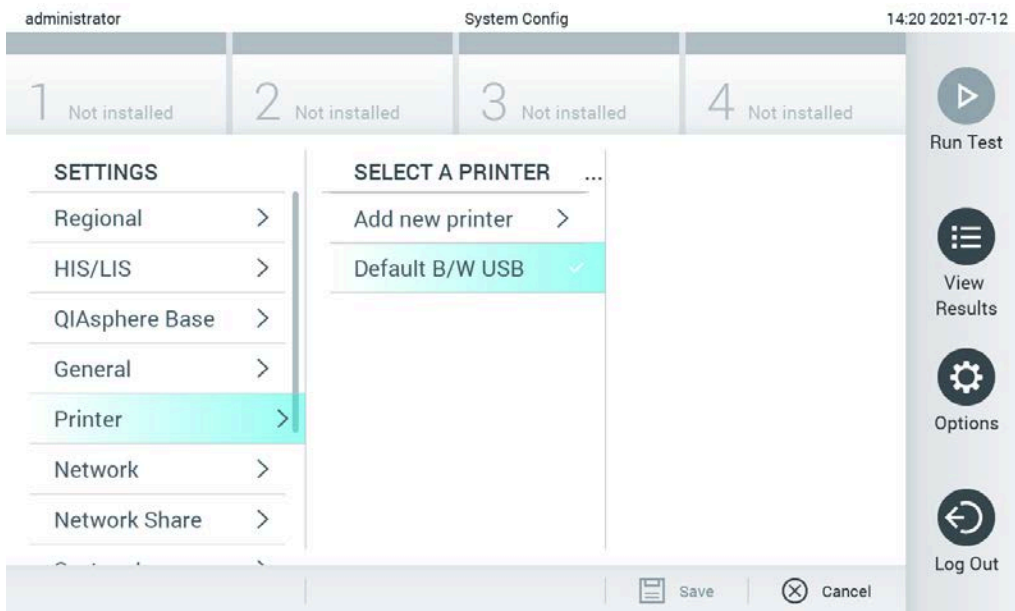 administrator
System Config
14:20 2021-07-12
1 Not installed
2 Not installed
3 Not installed
4 Not installed
Run Test
SETTINGS
Regional
HIS/LIS
QIAsphere Base
General
Printer
Network
Network Share
SELECT A PRINTER ...
Add new printer
Default B/W USB
View
Results
Options
Log Out
Save
Cancel